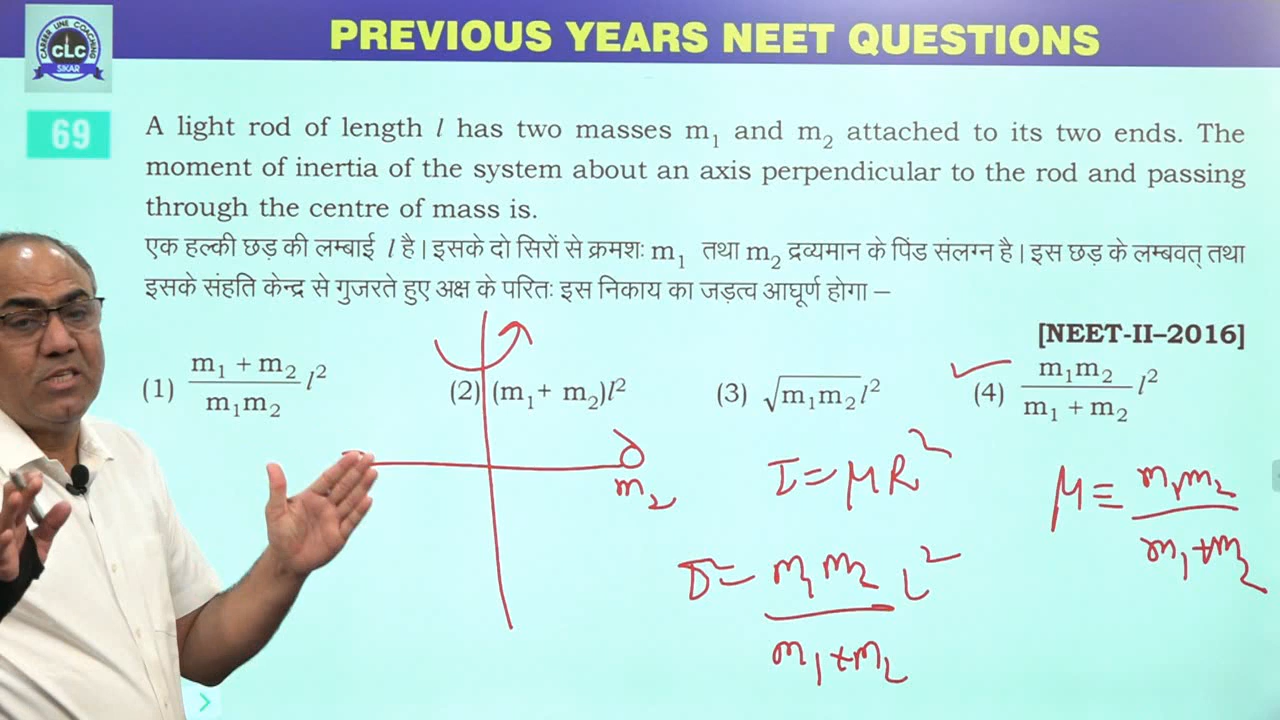 PREVIOUS YEARS NEET QUESTIONS
CAREER LINE COACHING
CLC
SIKAR
69
A light rod of length l has two masses m₁ and m₂ attached to its two ends. The
moment of inertia of the system about an axis perpendicular to the rod and passing
through the centre of mass is.
एक हल्की छड़ की लम्बाई l है। इसके दो सिरों से क्रमशः m₁ तथा m₂ द्रव्यमान के पिंड संलग्न है। इस छड़ के लम्बवत् तथा
इसके संहति केन्द्र से गुजरते हुए अक्ष के परितः इस निकाय का जड़त्व आघूर्ण होगा –
[NEET-II–2016]
(1) (m₁ + m₂)/(m₁m₂) l² (2) (m₁+ m₂)l² (3) √(m₁m₂) l² (4) (m₁m₂)/(m₁ + m₂) l²
m₂
I = μR²
μ = (m₁m₂)/(m₁+m₂)
I = (m₁m₂)/(m₁+m₂) L²